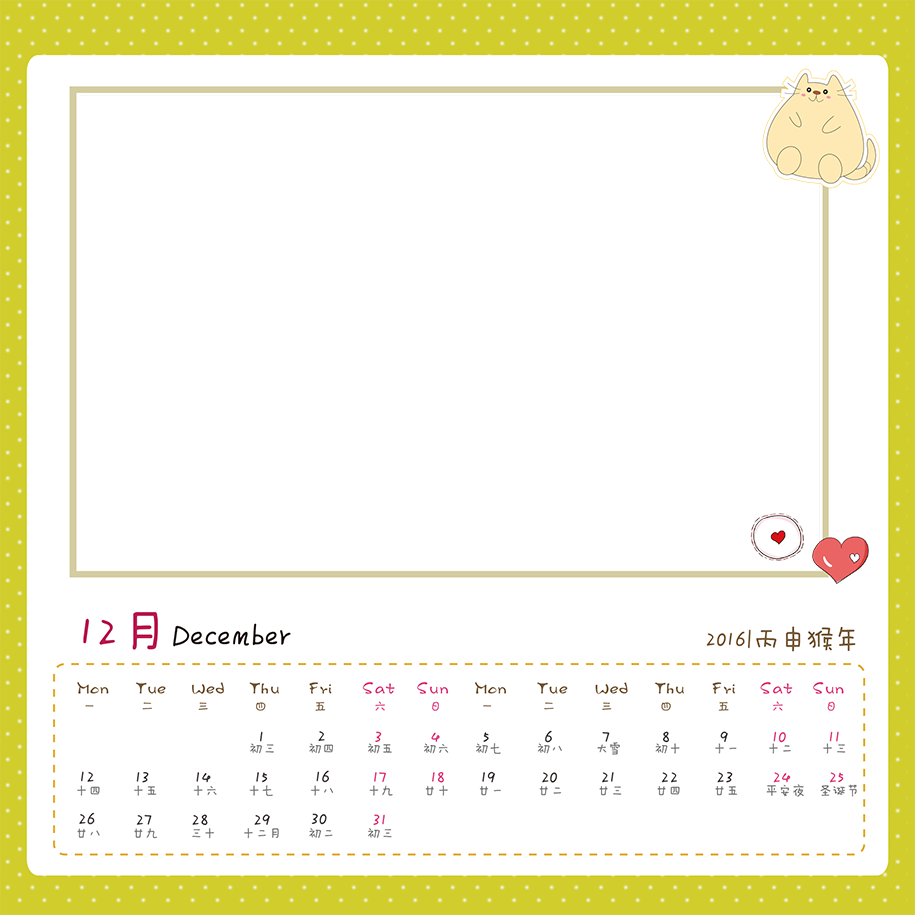 12月 December
2016丙申猴年
Mon Tue Wed Thu Fri Sat Sun Mon Tue Wed Thu Fri Sat Sun
一 二 三 四 五 六 日 一 二 三 四 五 六 日
1 2 3 4 5 6 7 8 9 10 11
初三 初四 初五 初六 初七 初八 大雪 初十 十一 十二 十三
12 13 14 15 16 17 18 19 20 21 22 23 24 25
十四 十五 十六 十七 十八 十九 廿十 廿一 廿二 廿三 廿四 廿五 平安夜 圣诞节
26 27 28 29 30 31
廿八 廿九 三十 十二月 初二 初三